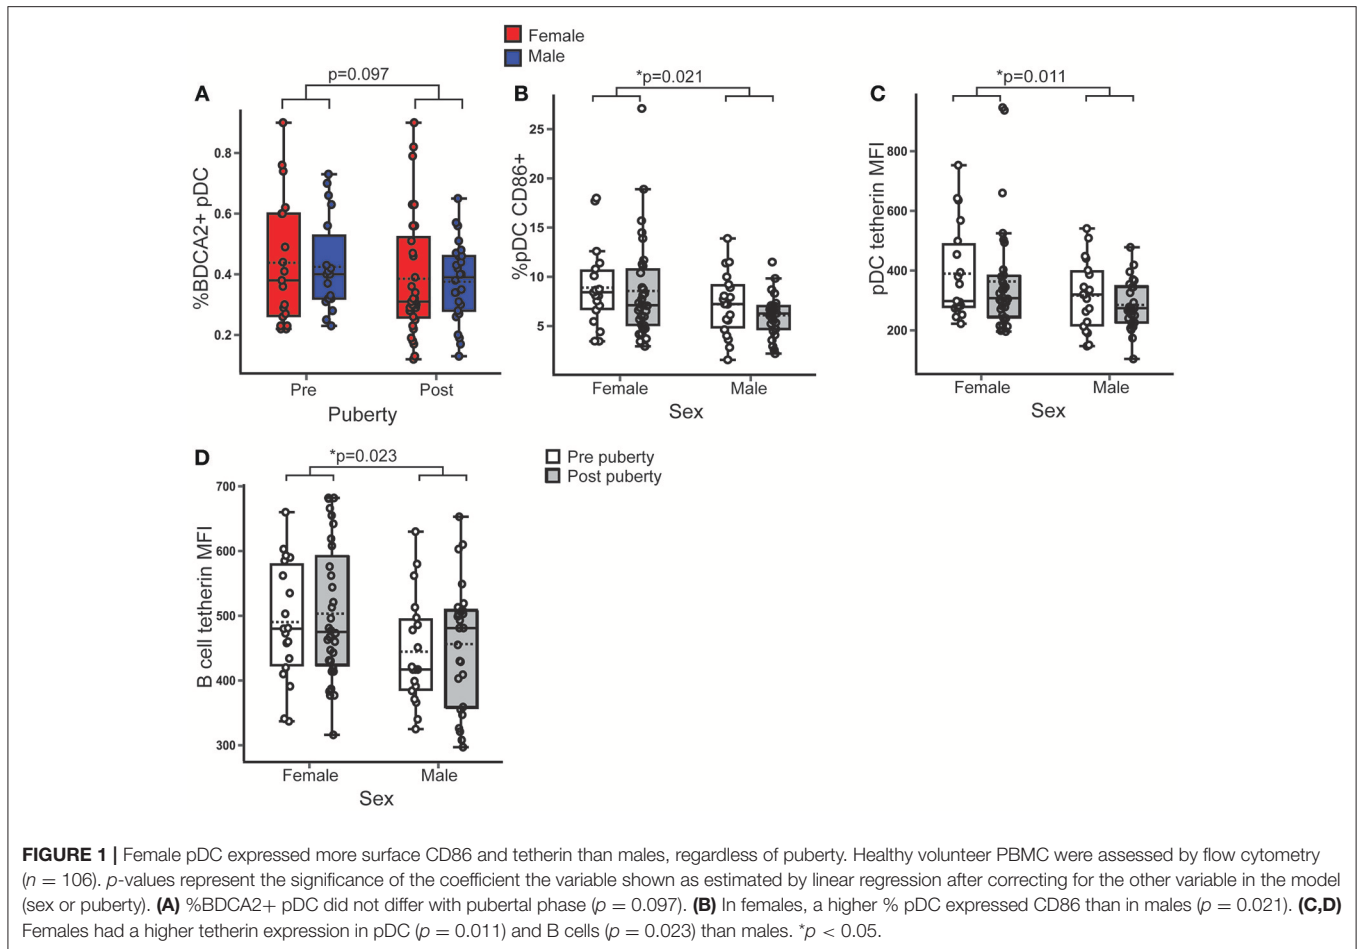 Female
Male
A
p=0.097
%BDCA2+ pDC
0.8
0.6
0.4
0.2
Pre
Post
Puberty
B
*p=0.021
%pDC CD86+
25
20
15
10
5
Female
Male
Sex
C
*p=0.011
pDC tetherin MFI
800
600
400
200
Female
Male
Sex
D
*p=0.023
Pre puberty
Post puberty
B cell tetherin MFI
700
600
500
400
300
Female
Male
Sex
FIGURE 1 | Female pDC expressed more surface CD86 and tetherin than males, regardless of puberty. Healthy volunteer PBMC were assessed by flow cytometry
(n = 106). p-values represent the significance of the coefficient the variable shown as estimated by linear regression after correcting for the other variable in the model
(sex or puberty). (A) %BDCA2+ pDC did not differ with pubertal phase (p = 0.097). (B) In females, a higher % pDC expressed CD86 than in males (p = 0.021). (C,D)
Females had a higher tetherin expression in pDC (p = 0.011) and B cells (p = 0.023) than males. *p < 0.05.